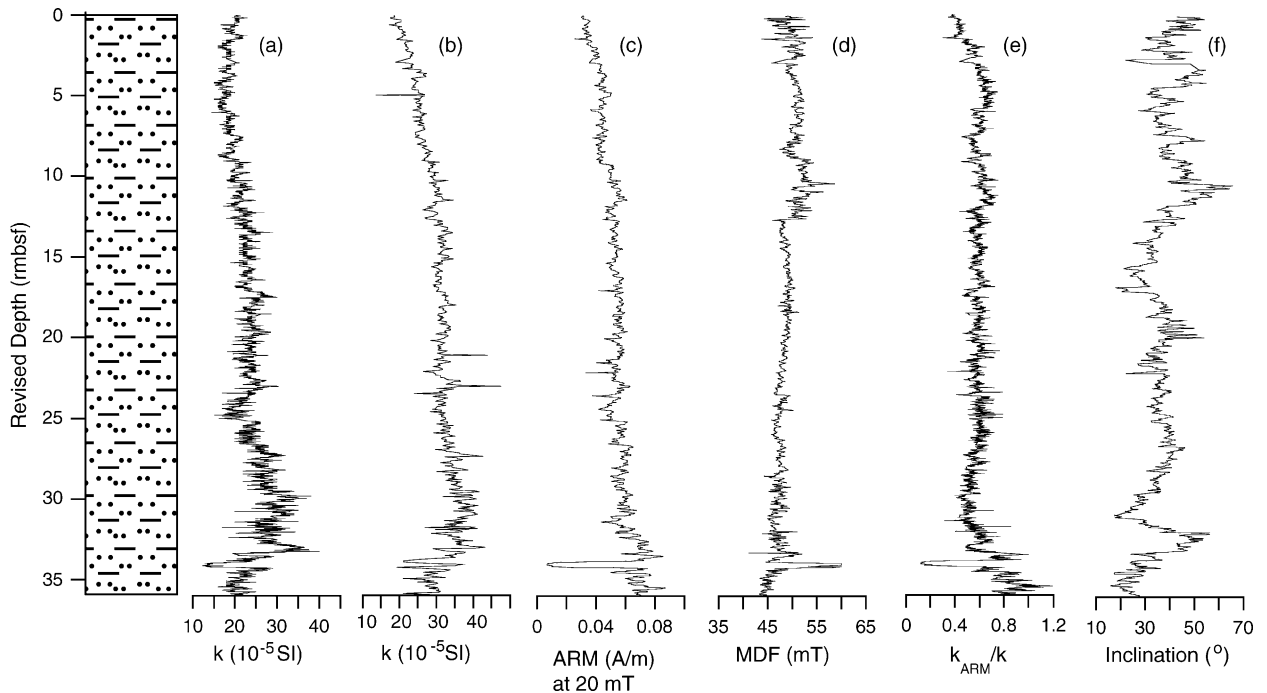 0
5
10
15
20
25
30
35
Revised Depth (rmbsf)
(a) (b) (c) (d) (e) (f)
10 20 30 40
k (10⁻⁵SI)
10 20 30 40
k (10⁻⁵SI)
0 0.04 0.08
ARM (A/m)
at 20 mT
35 45 55 65
MDF (mT)
0 0.4 0.8 1.2
k_ARM/k
10 30 50 70
Inclination (°)